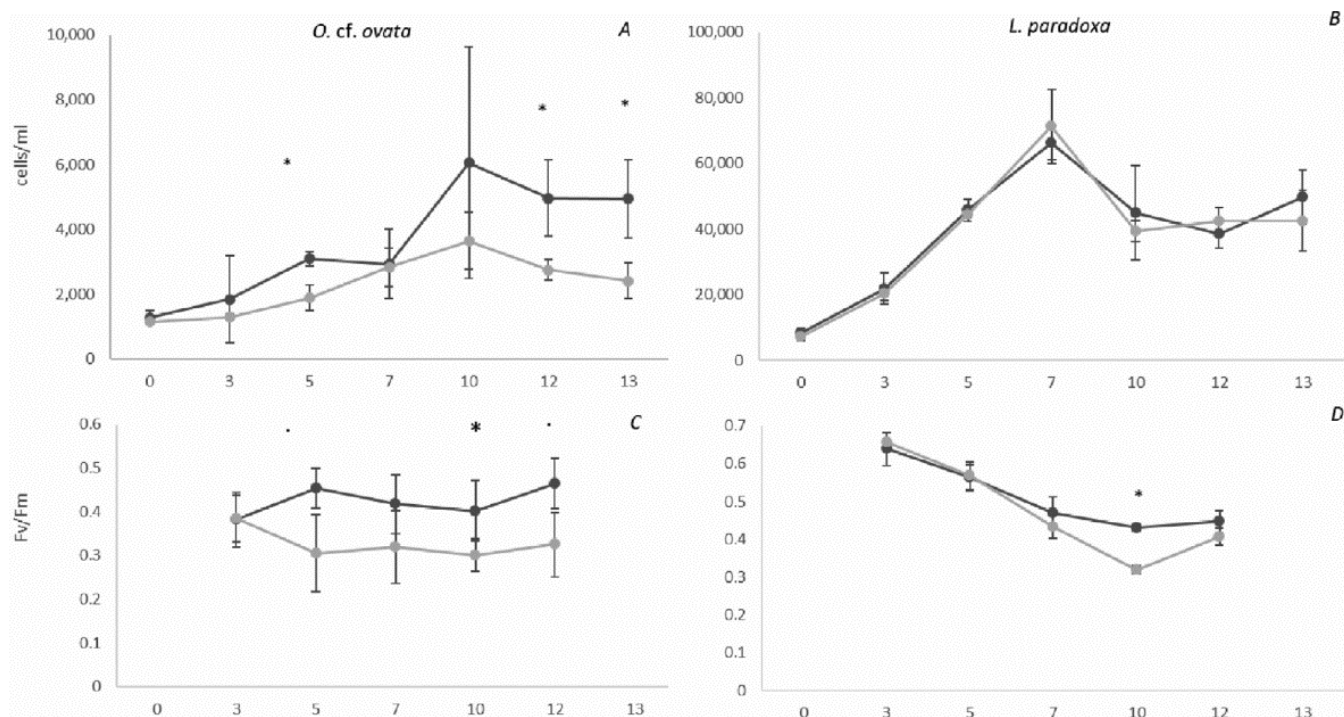 O. cf. ovata
A
10,000
8,000
6,000
4,000
2,000
0
cells/ml
*
*
*
0 3 5 7 10 12 13
L. paradoxa
B
100,000
80,000
60,000
40,000
20,000
0
0 3 5 7 10 12 13
C
0.6
0.5
0.4
0.3
0.2
0.1
0
Fv/Fm
. * .
0 3 5 7 10 12 13
D
0.7
0.6
0.5
0.4
0.3
0.2
0.1
0
*
0 3 5 7 10 12 13